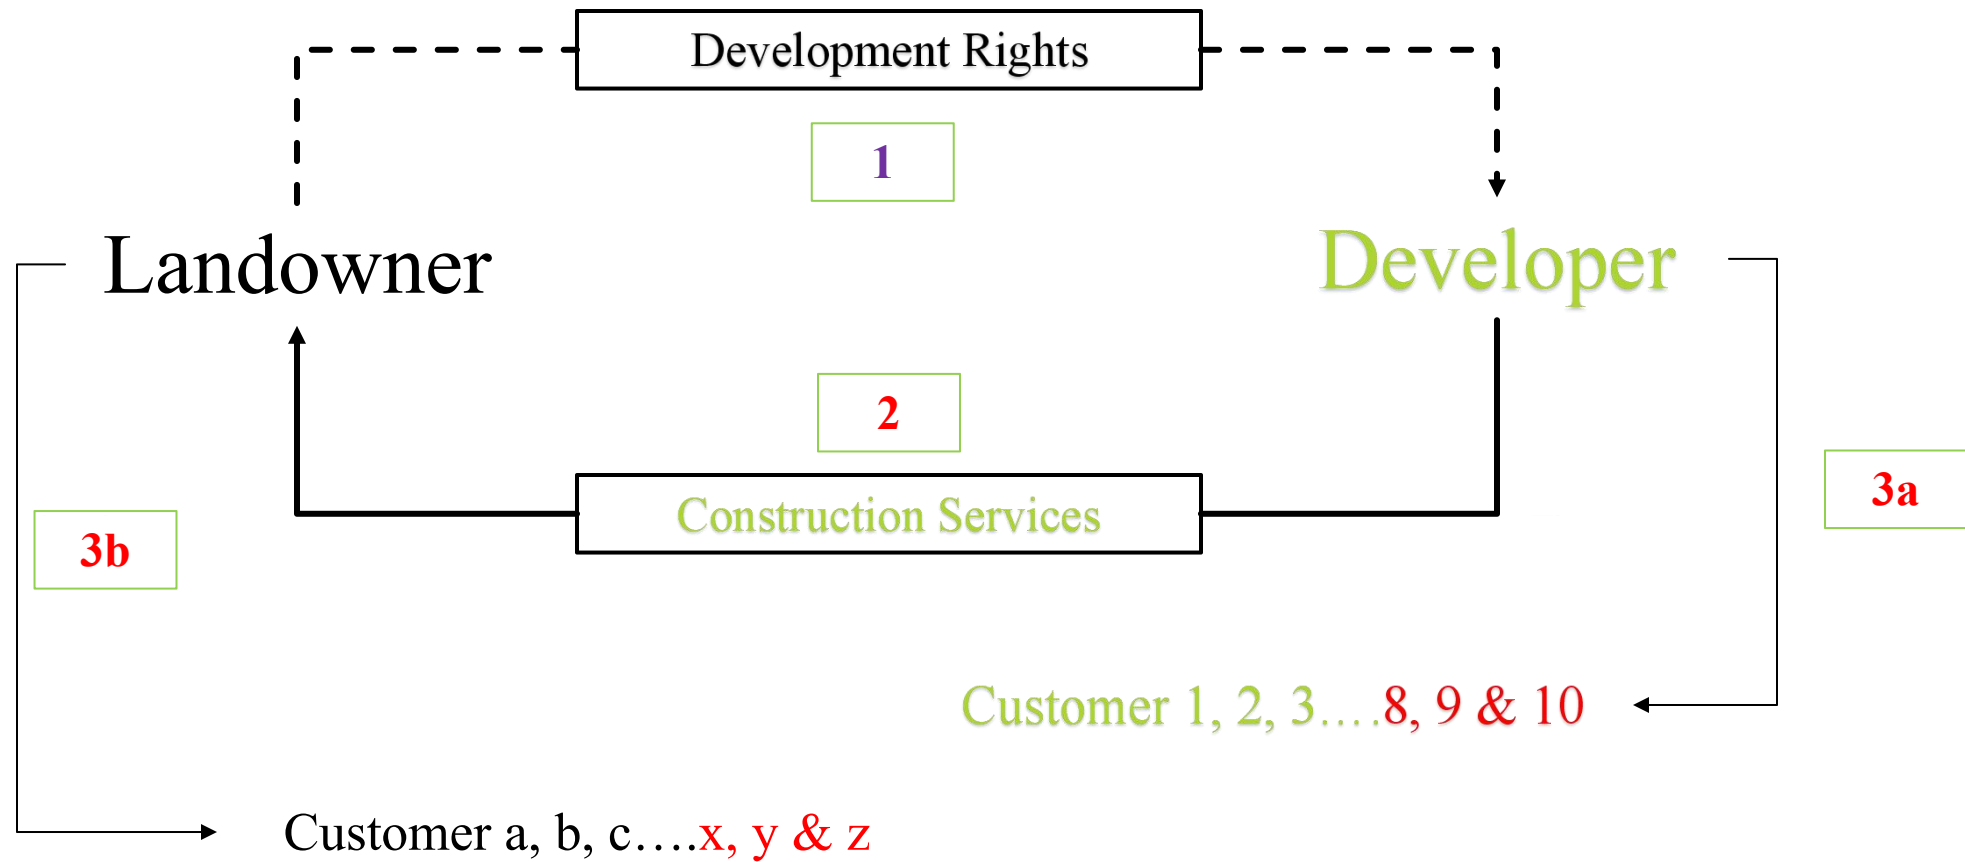 Development Rights
1
Landowner
Developer
2
Construction Services
3a
3b
Customer 1, 2, 3....8, 9 & 10
Customer a, b, c....x, y & z